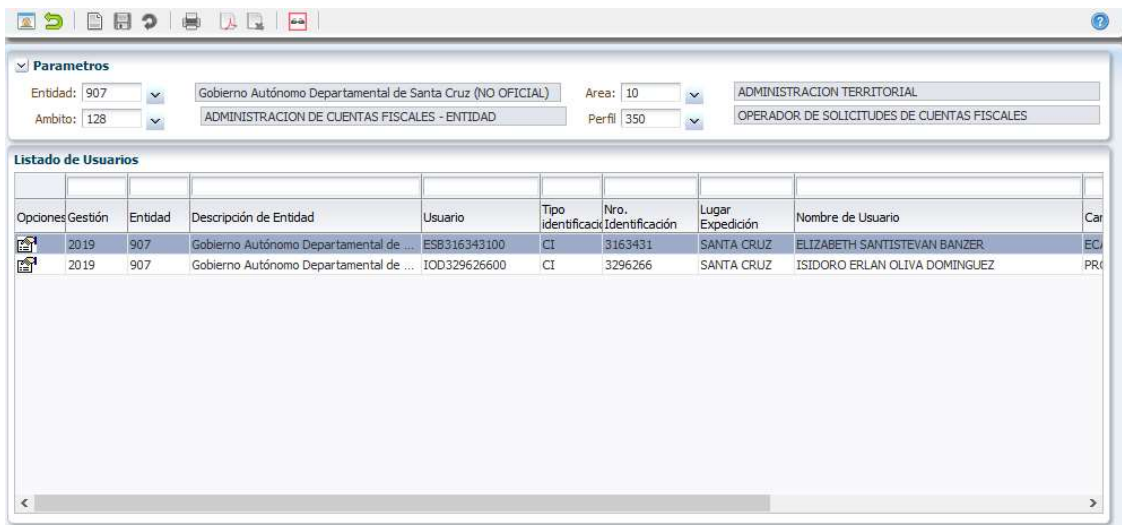 Parametros
Entidad: 907 Gobierno Autónomo Departamental de Santa Cruz (NO OFICIAL) Area: 10 ADMINISTRACION TERRITORIAL
Ambito: 128 ADMINISTRACION DE CUENTAS FISCALES - ENTIDAD Perfil 350 OPERADOR DE SOLICITUDES DE CUENTAS FISCALES
Listado de Usuarios
Opciones Gestión Entidad Descripción de Entidad Usuario Tipo identificació Nro. Identificación Lugar Expedición Nombre de Usuario Car
2019 907 Gobierno Autónomo Departamental de ... ESB316343100 CI 3163431 SANTA CRUZ ELIZABETH SANTISTEVAN BANZER ECA
2019 907 Gobierno Autónomo Departamental de ... IOD329626600 CI 3296266 SANTA CRUZ ISIDORO ERLAN OLIVA DOMINGUEZ PRO